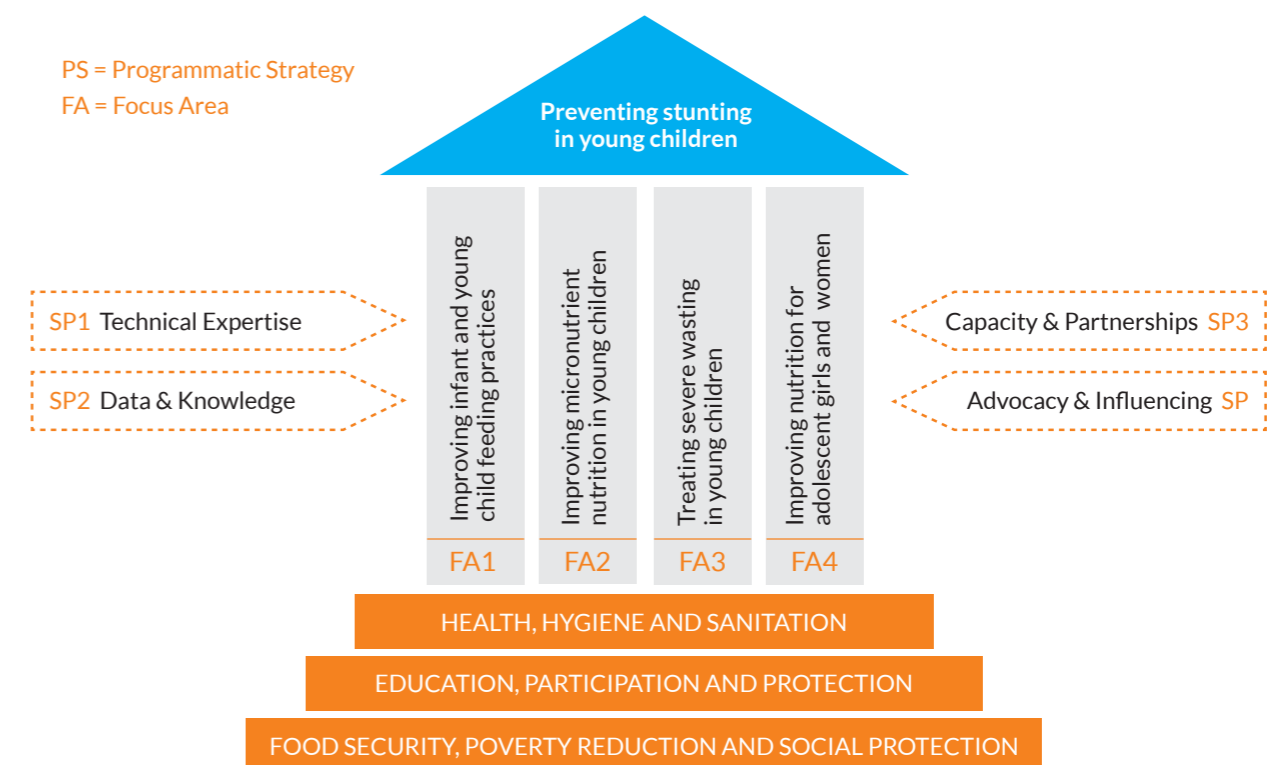 PS = Programmatic Strategy
FA = Focus Area
Preventing stunting
in young children
SP1 Technical Expertise
SP2 Data & Knowledge
Improving infant and young
child feeding practices
FA1
Improving micronutrient
nutrition in young children
FA2
Treating severe wasting
in young children
FA3
Improving nutrition for
adolescent girls and women
FA4
Capacity & Partnerships SP3
Advocacy & Influencing SP
HEALTH, HYGIENE AND SANITATION
EDUCATION, PARTICIPATION AND PROTECTION
FOOD SECURITY, POVERTY REDUCTION AND SOCIAL PROTECTION